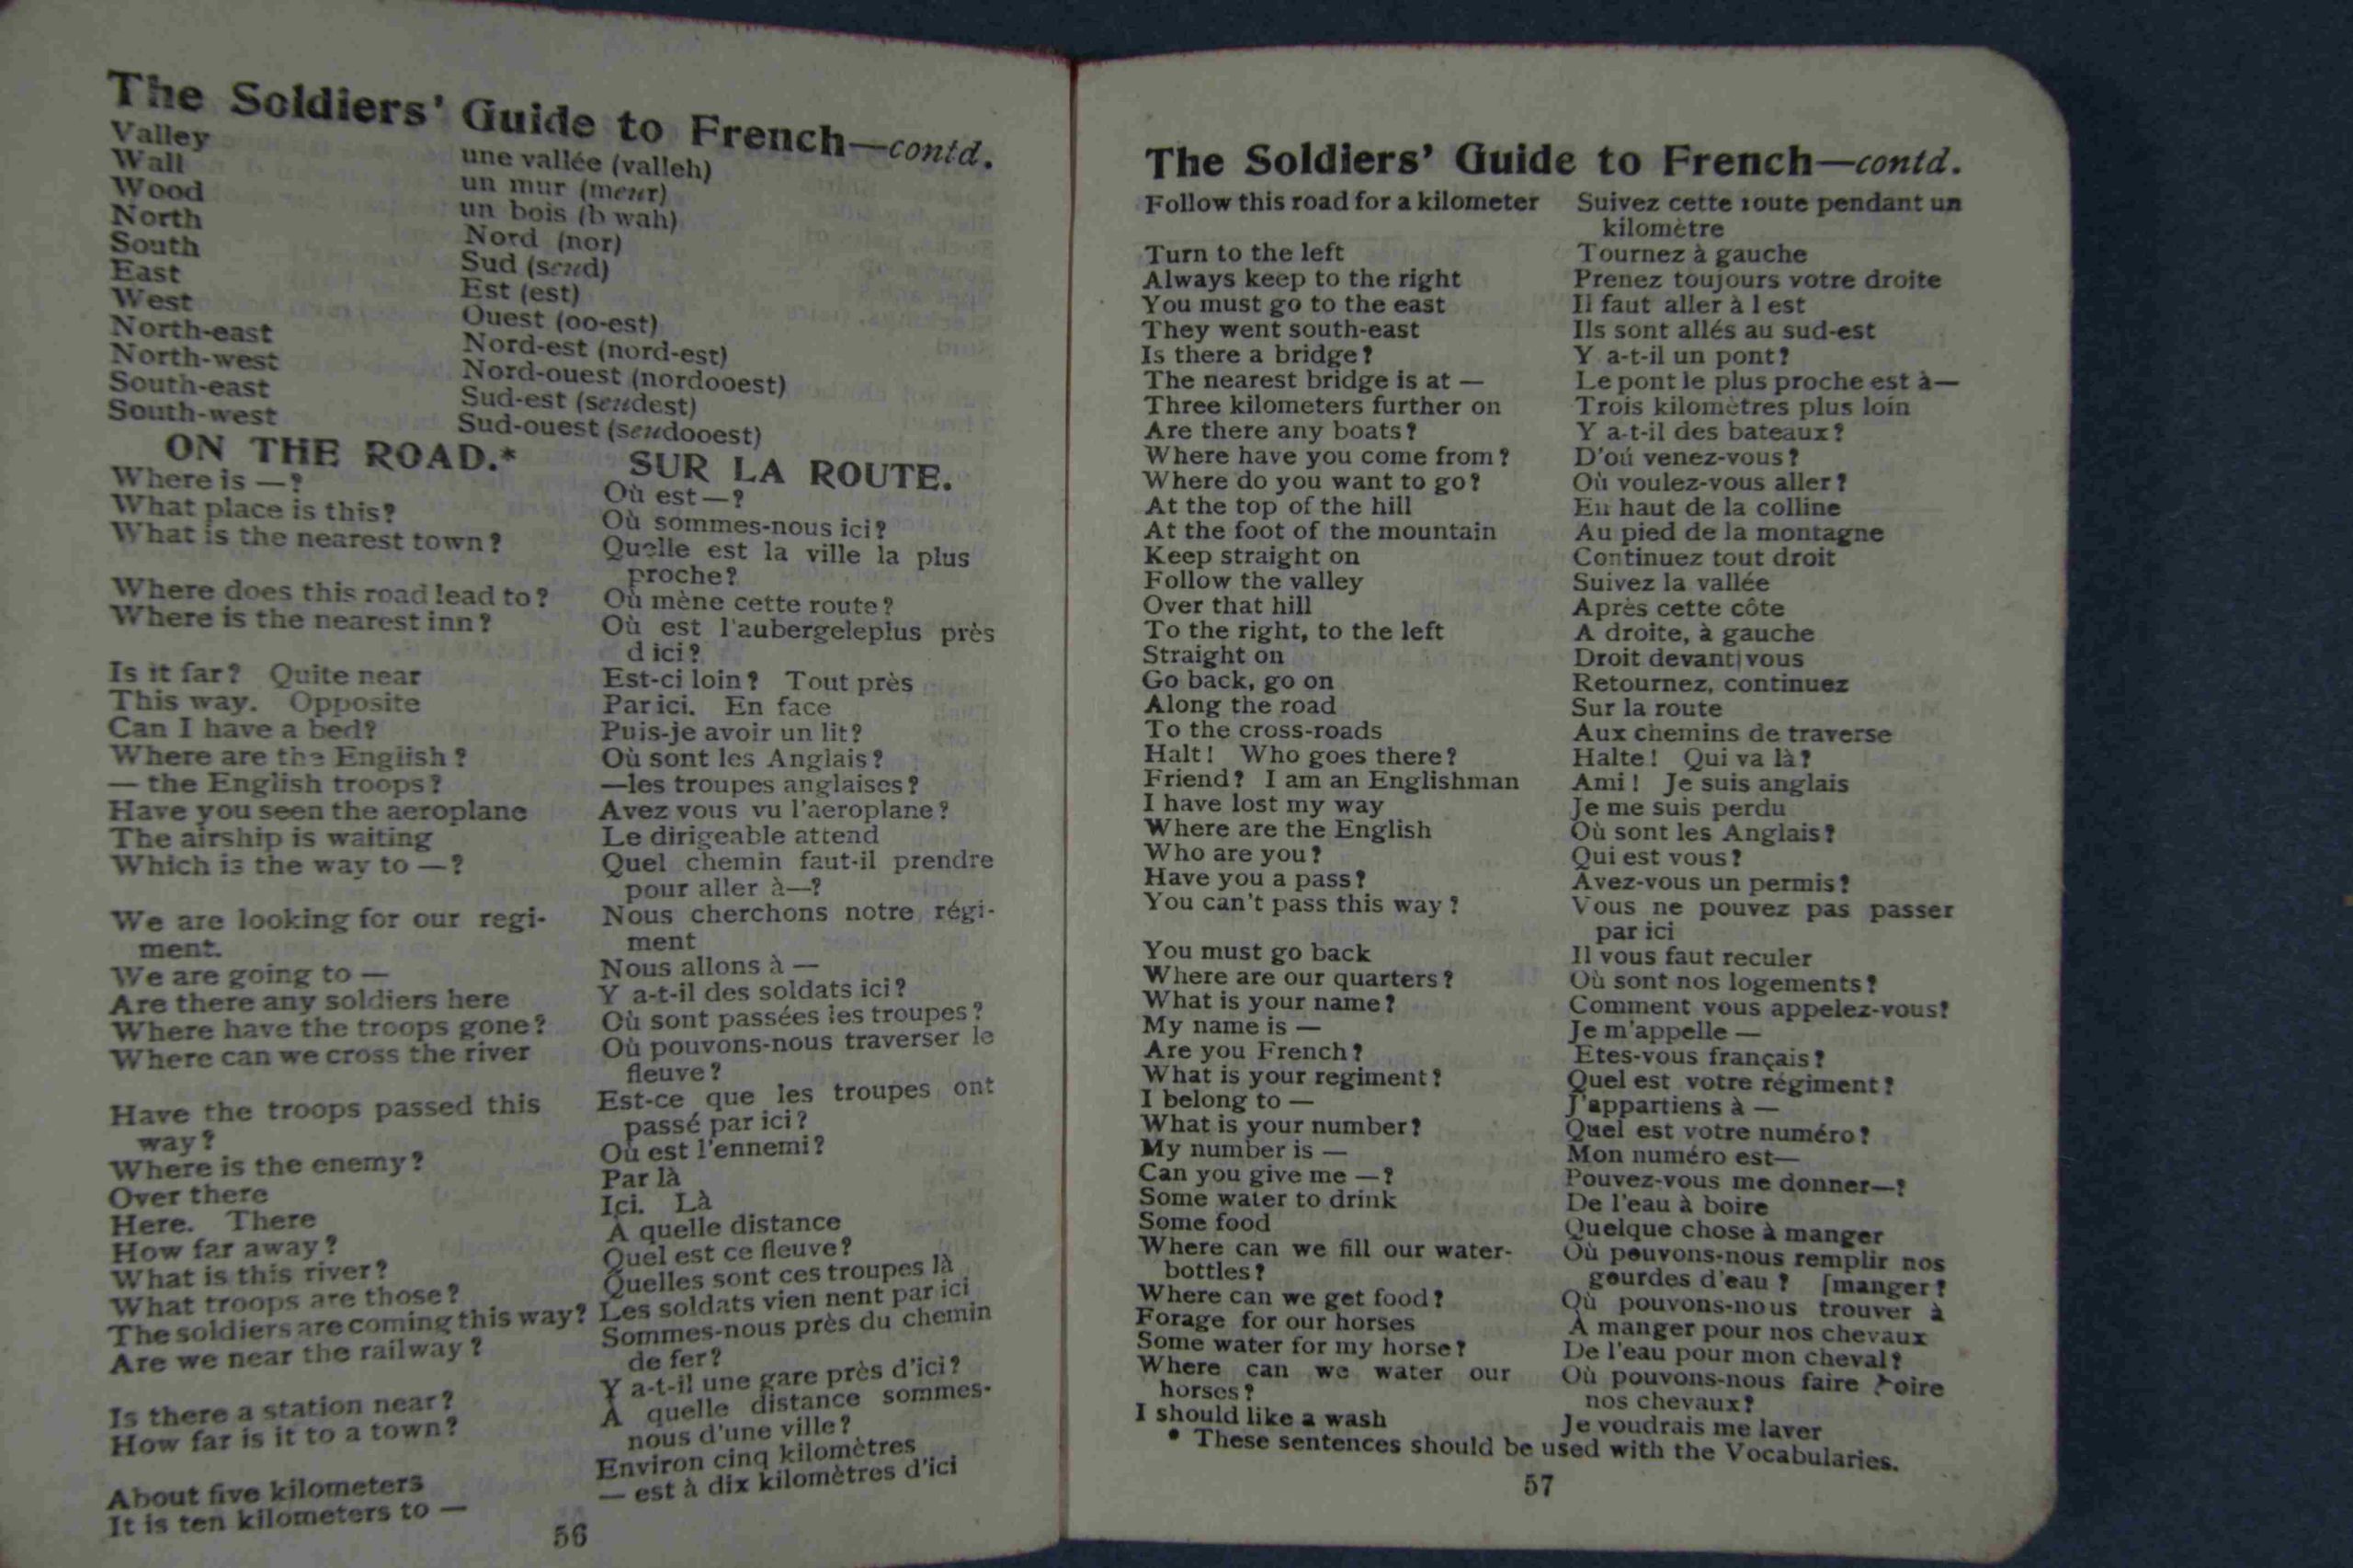 The Soldiers' Guide to French—contd.
Valley une vallée (valleh)
Wall un mur (meur)
Wood un bois (b wah)
North Nord (nor)
South Sud (seud)
East Est (est)
West Ouest (oo-est)
North-east Nord-est (nord-est)
North-west Nord-ouest (nordooest)
South-east Sud-est (seudest)
South-west Sud-ouest (seudooest)
ON THE ROAD.* SUR LA ROUTE.
Where is —? Où est—?
What place is this? Où sommes-nous ici?
What is the nearest town? Quelle est la ville la plus
proche?
Where does this road lead to? Où mène cette route?
Where is the nearest inn? Où est l'aubergeleplus près
d ici?
Is it far? Quite near Est-ci loin? Tout près
This way. Opposite Par ici. En face
Can I have a bed? Puis-je avoir un lit?
Where are the English? Où sont les Anglais?
— the English troops? —les troupes anglaises?
Have you seen the aeroplane Avez vous vu l'aeroplane?
The airship is waiting Le dirigeable attend
Which is the way to —? Quel chemin faut-il prendre
pour aller à—?
We are looking for our regi- Nous cherchons notre régi-
ment. ment
We are going to — Nous allons à —
Are there any soldiers here Y a-t-il des soldats ici?
Where have the troops gone? Où sont passées les troupes?
Where can we cross the river Où pouvons-nous traverser le
fleuve?
Have the troops passed this Est-ce que les troupes ont
way? passé par ici?
Where is the enemy? Où est l'ennemi?
Over there Par là
Here. There Ici. Là
How far away? À quelle distance
What is this river? Quel est ce fleuve?
What troops are those? Quelles sont ces troupes là
The soldiers are coming this way? Les soldats vien nent par ici
Are we near the railway? Sommes-nous près du chemin
de fer?
Is there a station near? Y a-t-il une gare près d'ici?
How far is it to a town? À quelle distance sommes-
nous d'une ville?
About five kilometers Environ cinq kilomètres
It is ten kilometers to — — est à dix kilomètres d'ici
56
The Soldiers' Guide to French—contd.
Follow this road for a kilometer Suivez cette route pendant un
kilomètre
Turn to the left Tournez à gauche
Always keep to the right Prenez toujours votre droite
You must go to the east Il faut aller à l est
They went south-east Ils sont allés au sud-est
Is there a bridge? Y a-t-il un pont?
The nearest bridge is at — Le pont le plus proche est à—
Three kilometers further on Trois kilomètres plus loin
Are there any boats? Y a-t-il des bateaux?
Where have you come from? D'oú venez-vous?
Where do you want to go? Où voulez-vous aller?
At the top of the hill En haut de la colline
At the foot of the mountain Au pied de la montagne
Keep straight on Continuez tout droit
Follow the valley Suivez la vallée
Over that hill Après cette côte
To the right, to the left A droite, à gauche
Straight on Droit devant vous
Go back, go on Retournez, continuez
Along the road Sur la route
To the cross-roads Aux chemins de traverse
Halt! Who goes there? Halte! Qui va là?
Friend? I am an Englishman Ami! Je suis anglais
I have lost my way Je me suis perdu
Where are the English Où sont les Anglais?
Who are you? Qui est vous?
Have you a pass? Avez-vous un permis?
You can't pass this way? Vous ne pouvez pas passer
par ici
You must go back Il vous faut reculer
Where are our quarters? Où sont nos logements?
What is your name? Comment vous appelez-vous?
My name is — Je m'appelle —
Are you French? Etes-vous français?
What is your regiment? Quel est votre régiment?
I belong to — J'appartiens à —
What is your number? Quel est votre numéro?
My number is — Mon numéro est—
Can you give me —? Pouvez-vous me donner—?
Some water to drink De l'eau à boire
Some food Quelque chose à manger
Where can we fill our water- Où pouvons-nous remplir nos
bottles? gourdes d'eau? [manger?
Where can we get food? Où pouvons-nous trouver à
Forage for our horses À manger pour nos chevaux
Some water for my horse? De l'eau pour mon cheval?
Where can we water our Où pouvons-nous faire boire
horses? nos chevaux?
I should like a wash Je voudrais me laver
* These sentences should be used with the Vocabularies.
57